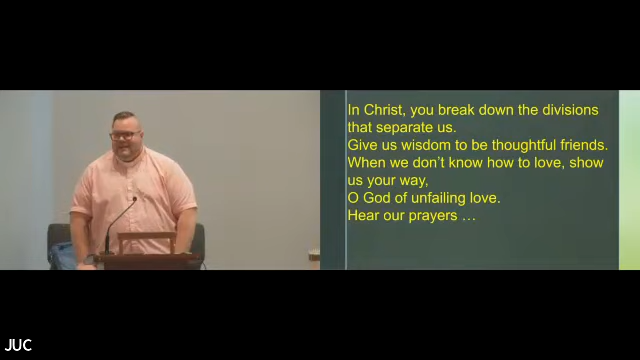 In Christ, you break down the divisions
that separate us.
Give us wisdom to be thoughtful friends.
When we don't know how to love, show
us your way,
O God of unfailing love.
Hear our prayers …
JUC